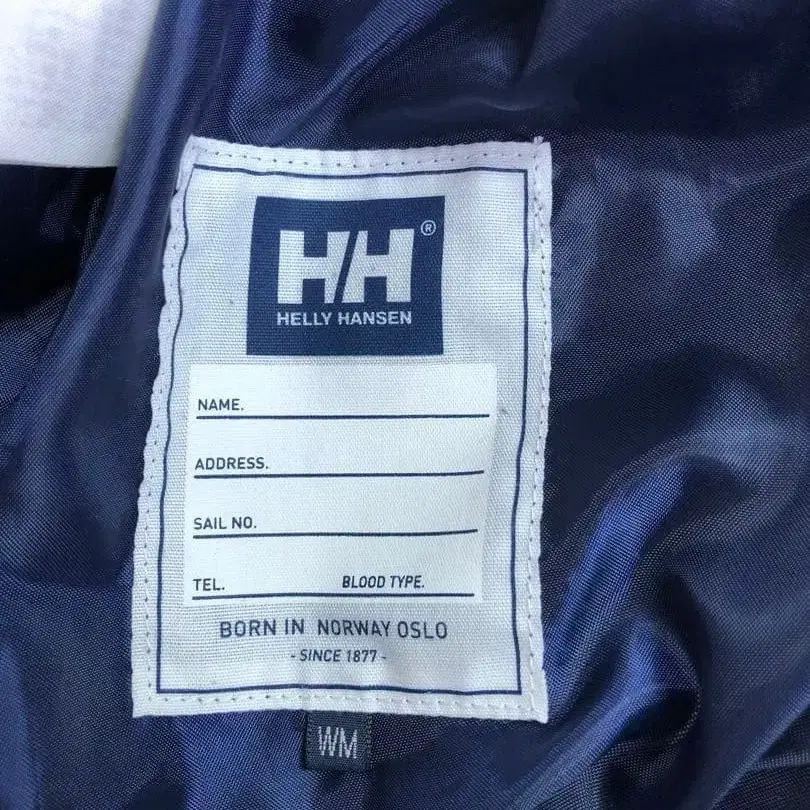 HH®
HELLY HANSEN
NAME.
ADDRESS.
SAIL NO.
TEL. BLOOD TYPE.
BORN IN NORWAY OSLO
- SINCE 1877 -
WM